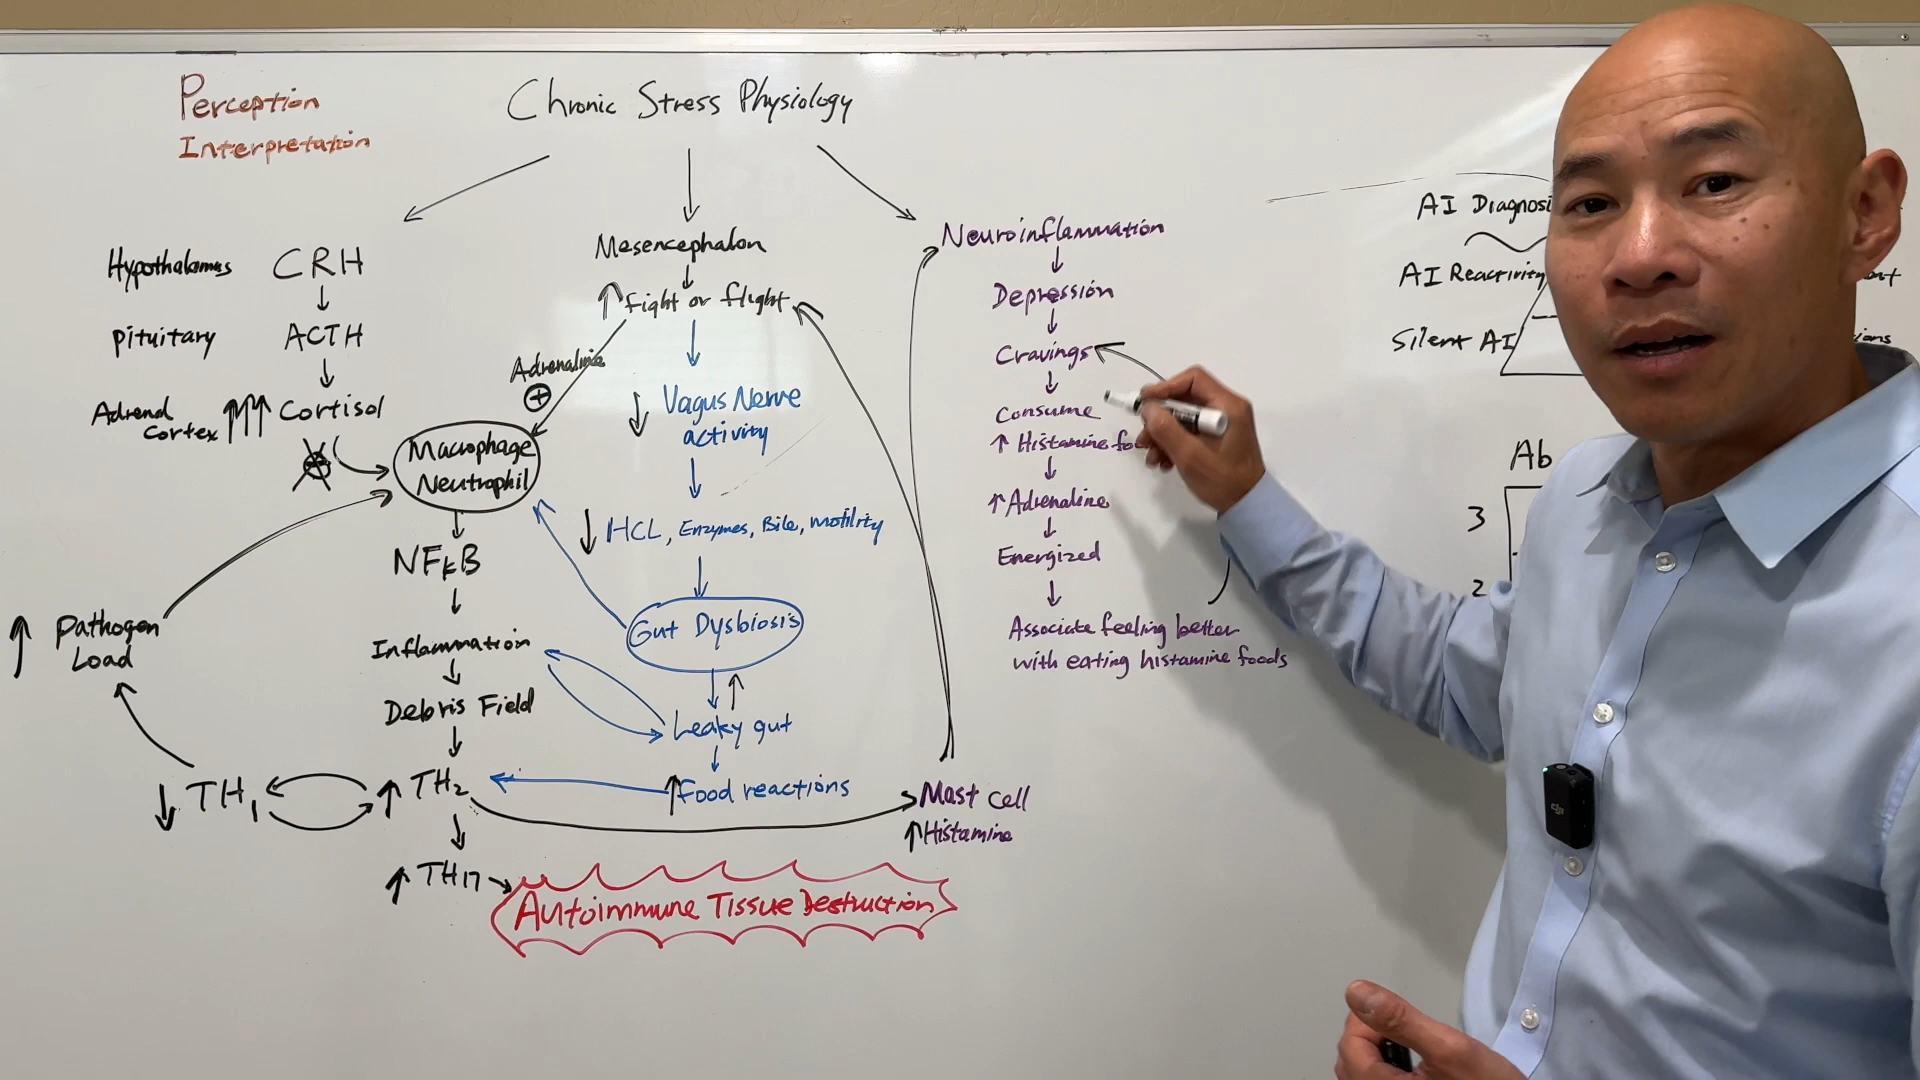 Perception
Interpretation
Chronic Stress Physiology
Hypothalamus CRH
Pituitary ACTH
Adrenal
Cortex ↑↑↑ Cortisol
Macrophage
Neutrophil
NFkB
Inflammation
Debris Field
↑ TH2
↑ TH17
↓ TH1
↑ Pathogen
Load
Autoimmune Tissue Destruction
Mesencephalon
↑ Fight or flight
Adrenaline
+
↓ Vagus Nerve
activity
↓ HCL, Enzymes, Bile, motility
Gut Dysbiosis
Leaky gut
↑ Food reactions
Neuroinflammation
Depression
Cravings
Consume
↑ Histamine
↑ Adrenaline
Energized
Associate feeling better
with eating histamine foods
Mast Cell
↑ Histamine
AI Diagnosi
AI Reactivity
Silent AI
ions
Ab
3
2
dji